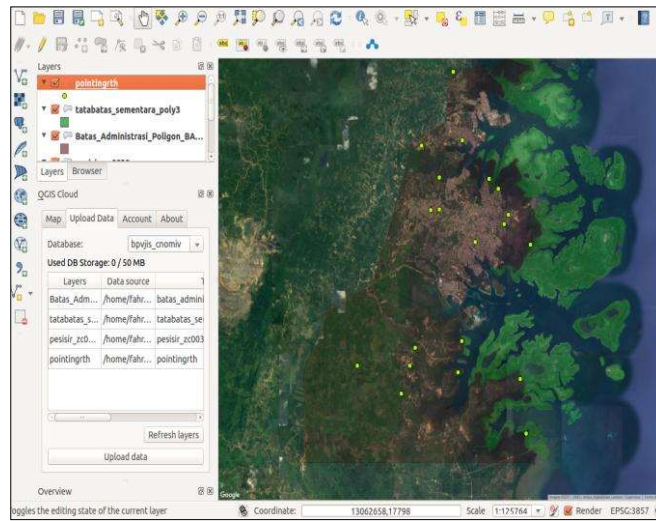 Layers
pointingrth
tatabatas_sementara_poly3
Batas_Administrasi_Poligon_BA...
Layers Browser
QGIS Cloud
Map Upload Data Account About
Database: bpvjis_cnomiv
Used DB Storage: 0 / 50 MB
Layers Data source T
Batas_Adm... /home/fahr... batas_admini
tatabatas_s... /home/fahr... tatabatas_se
pesisir_zc0... /home/fahr... pesisir_zc003
pointingrth /home/fahr... pointingrth
Refresh layers
Upload data
Overview
Google
oggles the editing state of the current layer Coordinate: 13062658,17798 Scale 1:125764 Render EPSG:3857